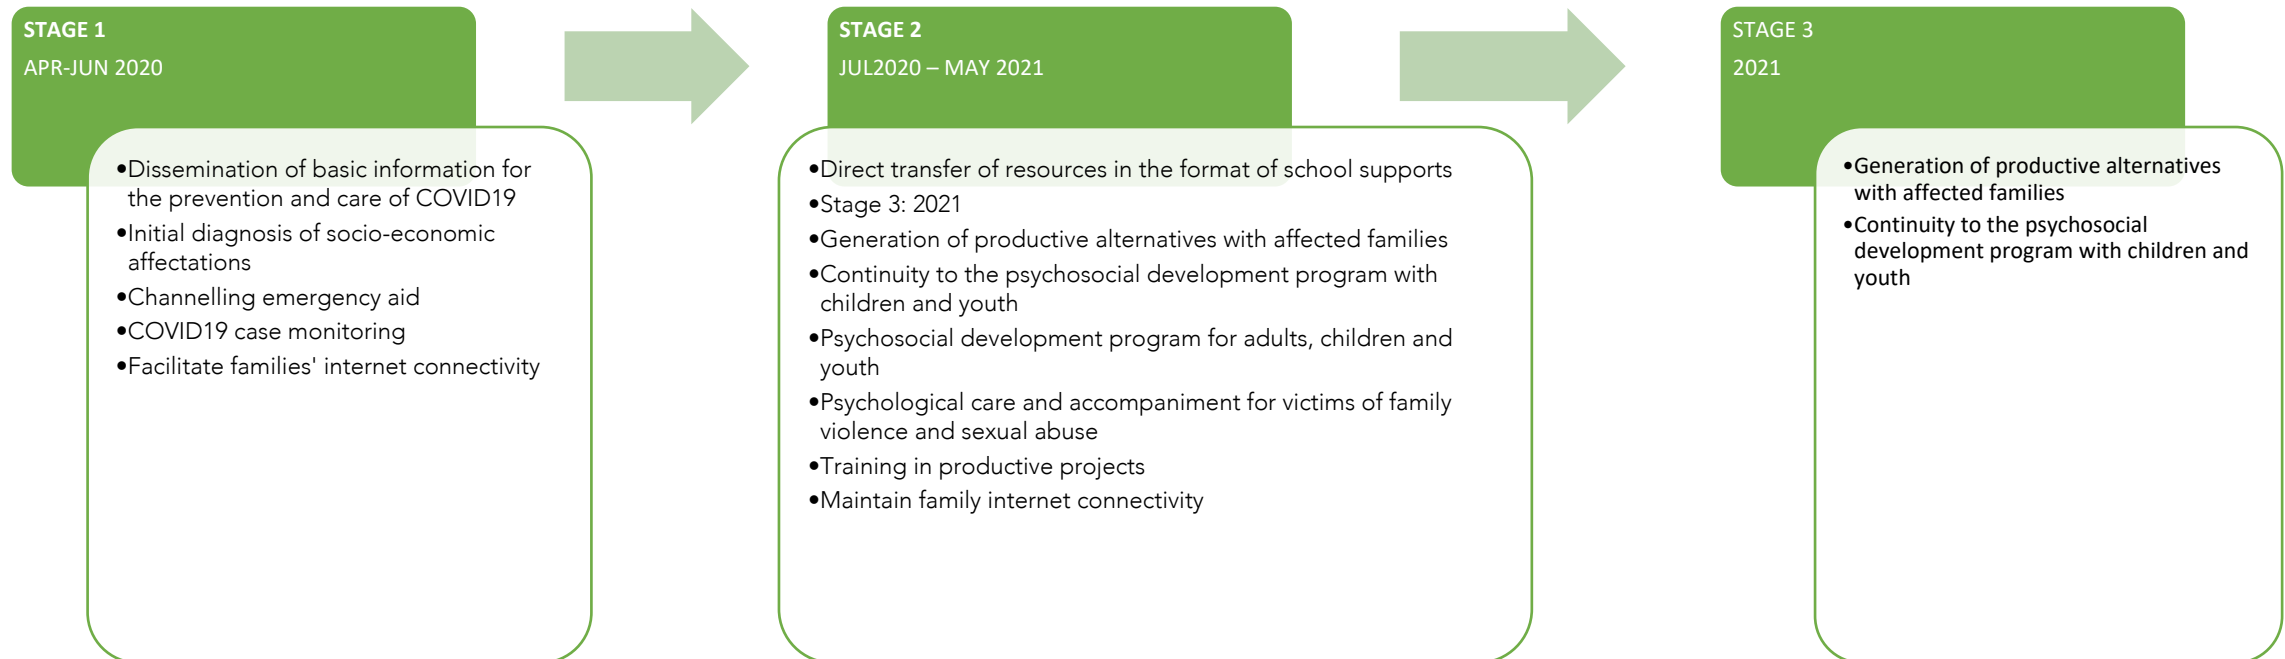 STAGE 1
APR-JUN 2020
•Dissemination of basic information for
the prevention and care of COVID19
•Initial diagnosis of socio-economic
affectations
•Channelling emergency aid
•COVID19 case monitoring
•Facilitate families' internet connectivity
STAGE 2
JUL2020 – MAY 2021
•Direct transfer of resources in the format of school supports
•Stage 3: 2021
•Generation of productive alternatives with affected families
•Continuity to the psychosocial development program with
children and youth
•Psychosocial development program for adults, children and
youth
•Psychological care and accompaniment for victims of family
violence and sexual abuse
•Training in productive projects
•Maintain family internet connectivity
STAGE 3
2021
•Generation of productive alternatives
with affected families
•Continuity to the psychosocial
development program with children and
youth